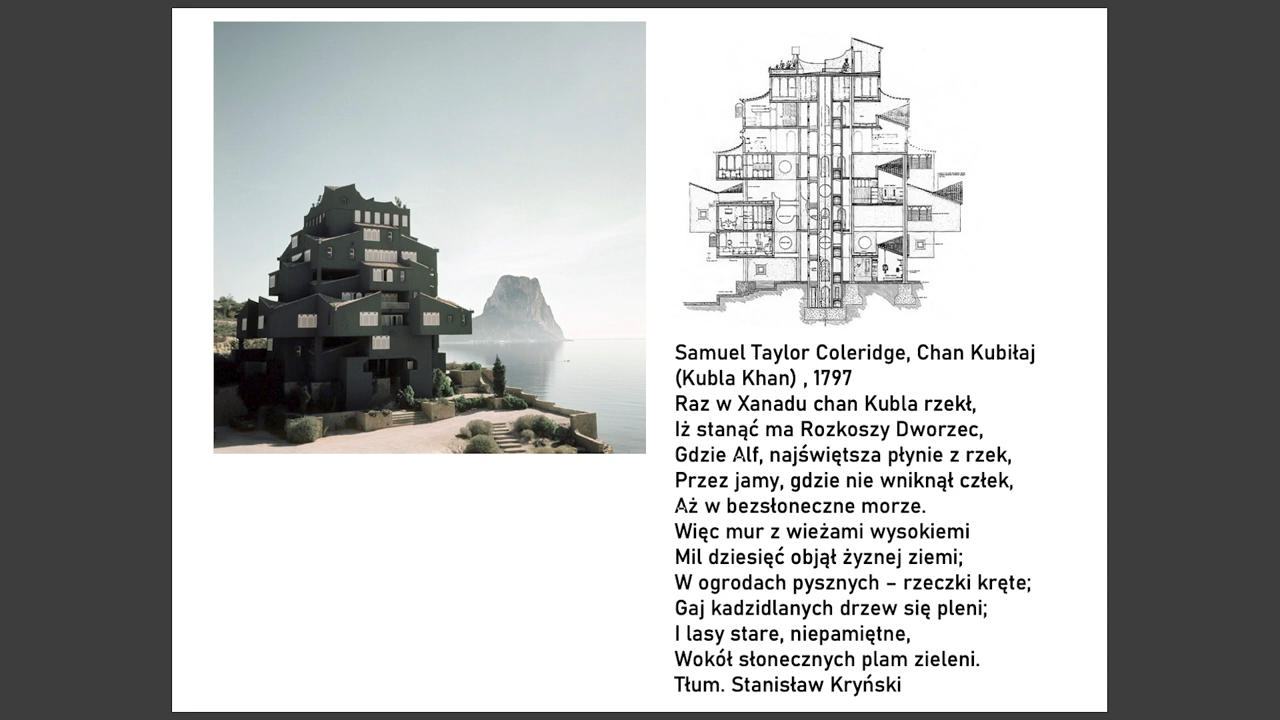 Samuel Taylor Coleridge, Chan Kubiłaj
(Kubla Khan) , 1797
Raz w Xanadu chan Kubla rzekł,
Iż stanąć ma Rozkoszy Dworzec,
Gdzie Alf, najświętsza płynie z rzek,
Przez jamy, gdzie nie wniknął człek,
Aż w bezsłoneczne morze.
Więc mur z wieżami wysokiemi
Mil dziesięć objął żyznej ziemi;
W ogrodach pysznych – rzeczki kręte;
Gaj kadzidlanych drzew się pleni;
I lasy stare, niepamiętne,
Wokół słonecznych plam zieleni.
Tłum. Stanisław Kryński